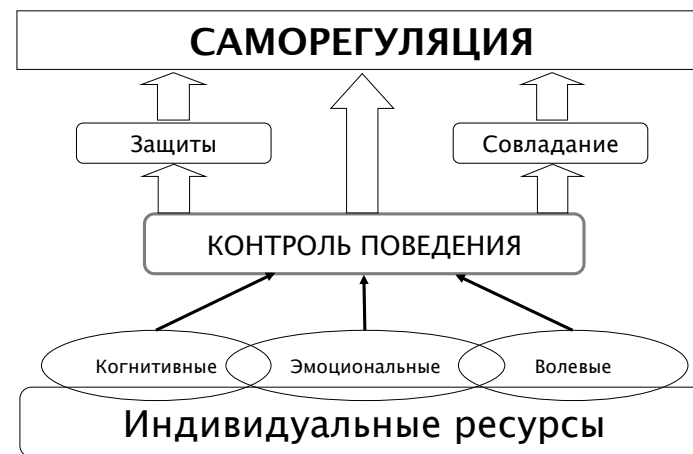 САМОРЕГУЛЯЦИЯ
Защиты
Совладание
КОНТРОЛЬ ПОВЕДЕНИЯ
Когнитивные
Эмоциональные
Волевые
Индивидуальные ресурсы